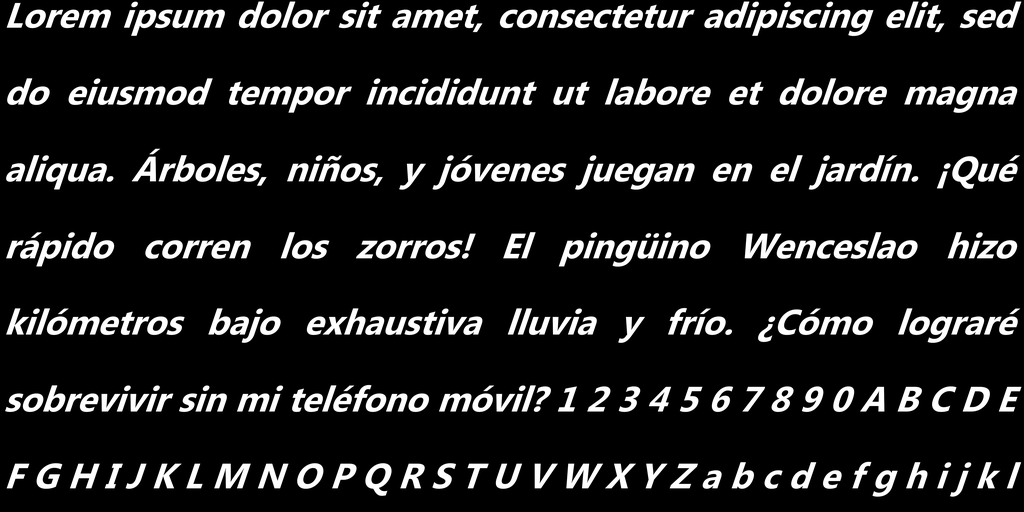 Lorem ipsum dolor sit amet, consectetur adipiscing elit, sed
do eiusmod tempor incididunt ut labore et dolore magna
aliqua. Árboles, niños, y jóvenes juegan en el jardín. ¡Qué
rápido corren los zorros! El pingüino Wenceslao hizo
kilómetros bajo exhaustiva lluvia y frío. ¿Cómo lograré
sobrevivir sin mi teléfono móvil? 1 2 3 4 5 6 7 8 9 0 A B C D E
F G H I J K L M N O P Q R S T U V W X Y Z a b c d e f g h i j k l